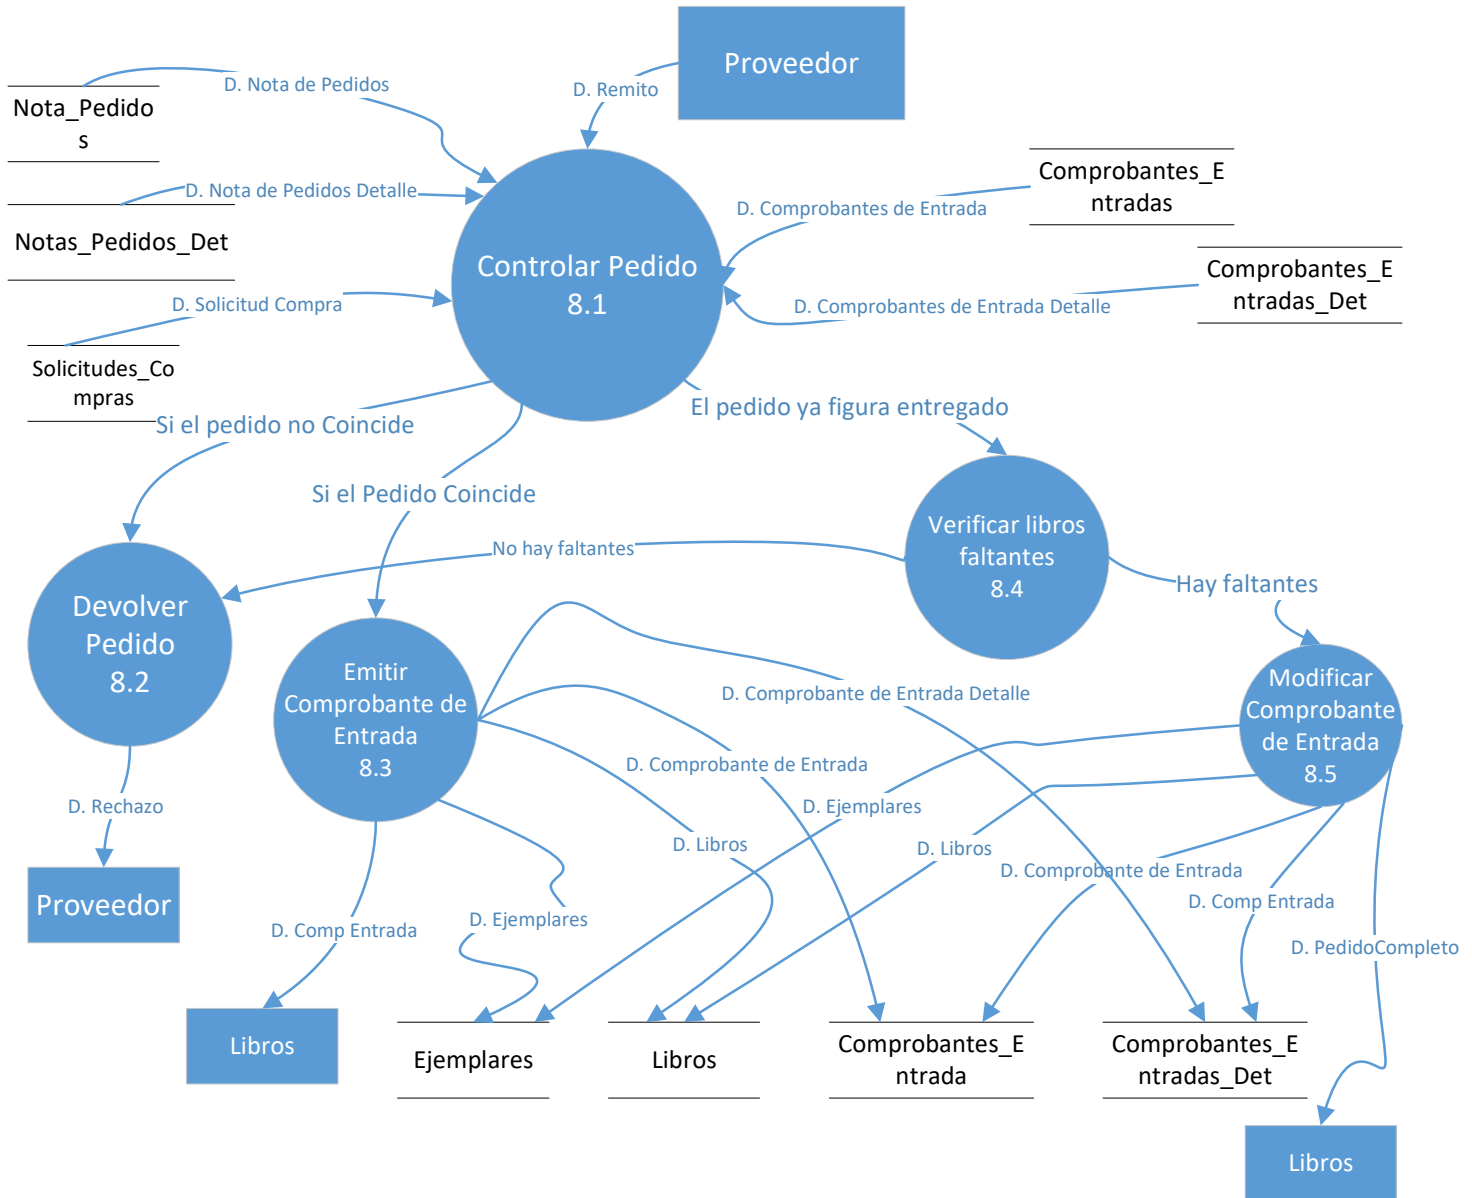 Proveedor
D. Nota de Pedidos
D. Remito
Nota_Pedido
s
D. Nota de Pedidos Detalle
Comprobantes_E
ntradas
D. Comprobantes de Entrada
Notas_Pedidos_Det
Controlar Pedido
8.1
Comprobantes_E
ntradas_Det
D. Solicitud Compra
D. Comprobantes de Entrada Detalle
Solicitudes_Co
mpras
Si el pedido no Coincide
El pedido ya figura entregado
Si el Pedido Coincide
Verificar libros
faltantes
8.4
No hay faltantes
Hay faltantes
Devolver
Pedido
8.2
Emitir
Comprobante de
Entrada
8.3
D. Comprobante de Entrada Detalle
Modificar
Comprobante
de Entrada
8.5
D. Comprobante de Entrada
D. Rechazo
D. Ejemplares
D. Libros
D. Libros
D. Comprobante de Entrada
Proveedor
D. Comp Entrada
D. Ejemplares
D. Comp Entrada
D. PedidoCompleto
Libros
Ejemplares
Libros
Comprobantes_E
ntrada
Comprobantes_E
ntradas_Det
Libros